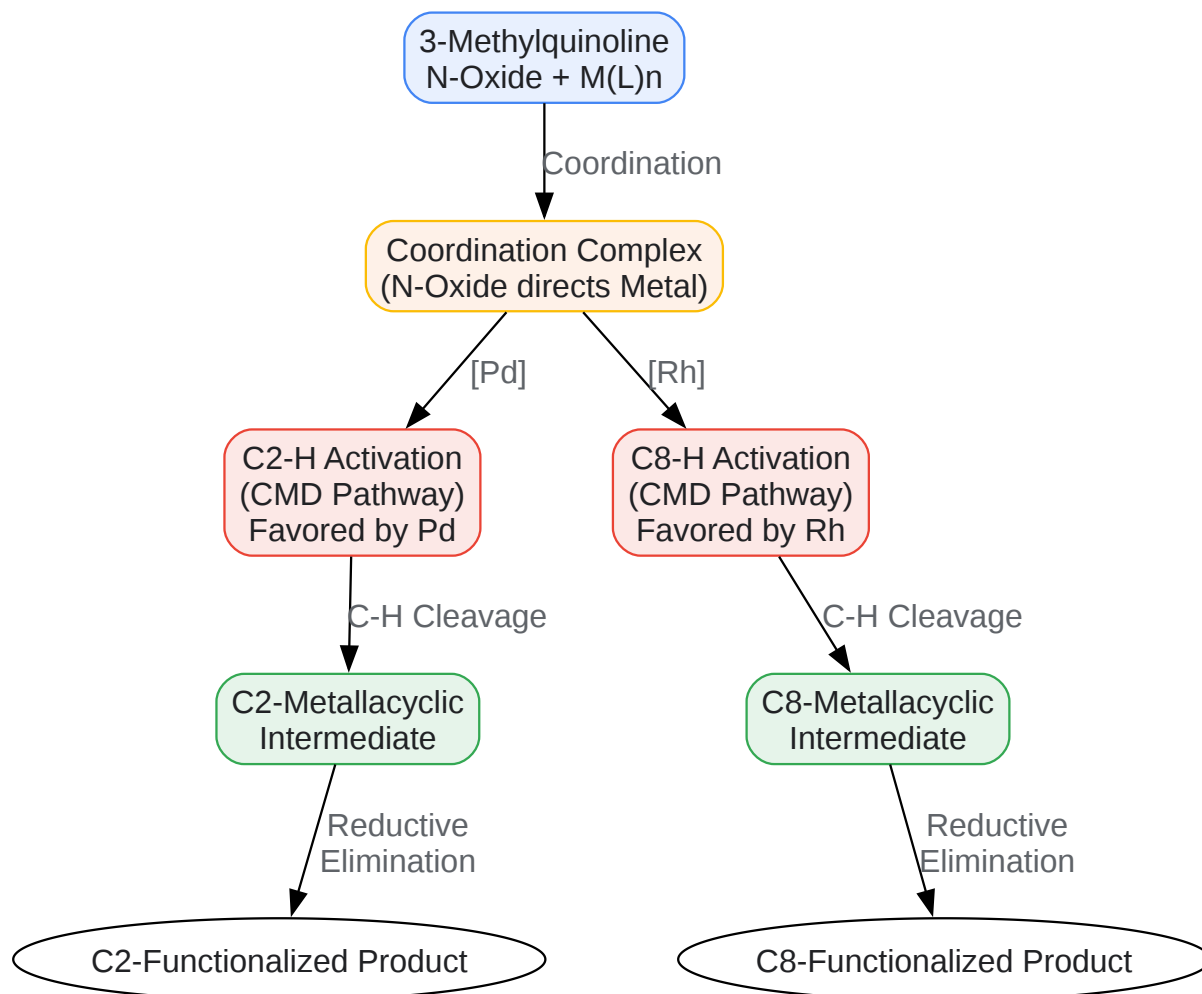 3-Methylquinoline
N-Oxide + M(L)n
Coordination
Coordination Complex
(N-Oxide directs Metal)
[Pd]
[Rh]
C2-H Activation
(CMD Pathway)
Favored by Pd
C8-H Activation
(CMD Pathway)
Favored by Rh
C-H Cleavage
C-H Cleavage
C2-Metallacyclic
Intermediate
C8-Metallacyclic
Intermediate
Reductive
Elimination
Reductive
Elimination
C2-Functionalized Product
C8-Functionalized Product